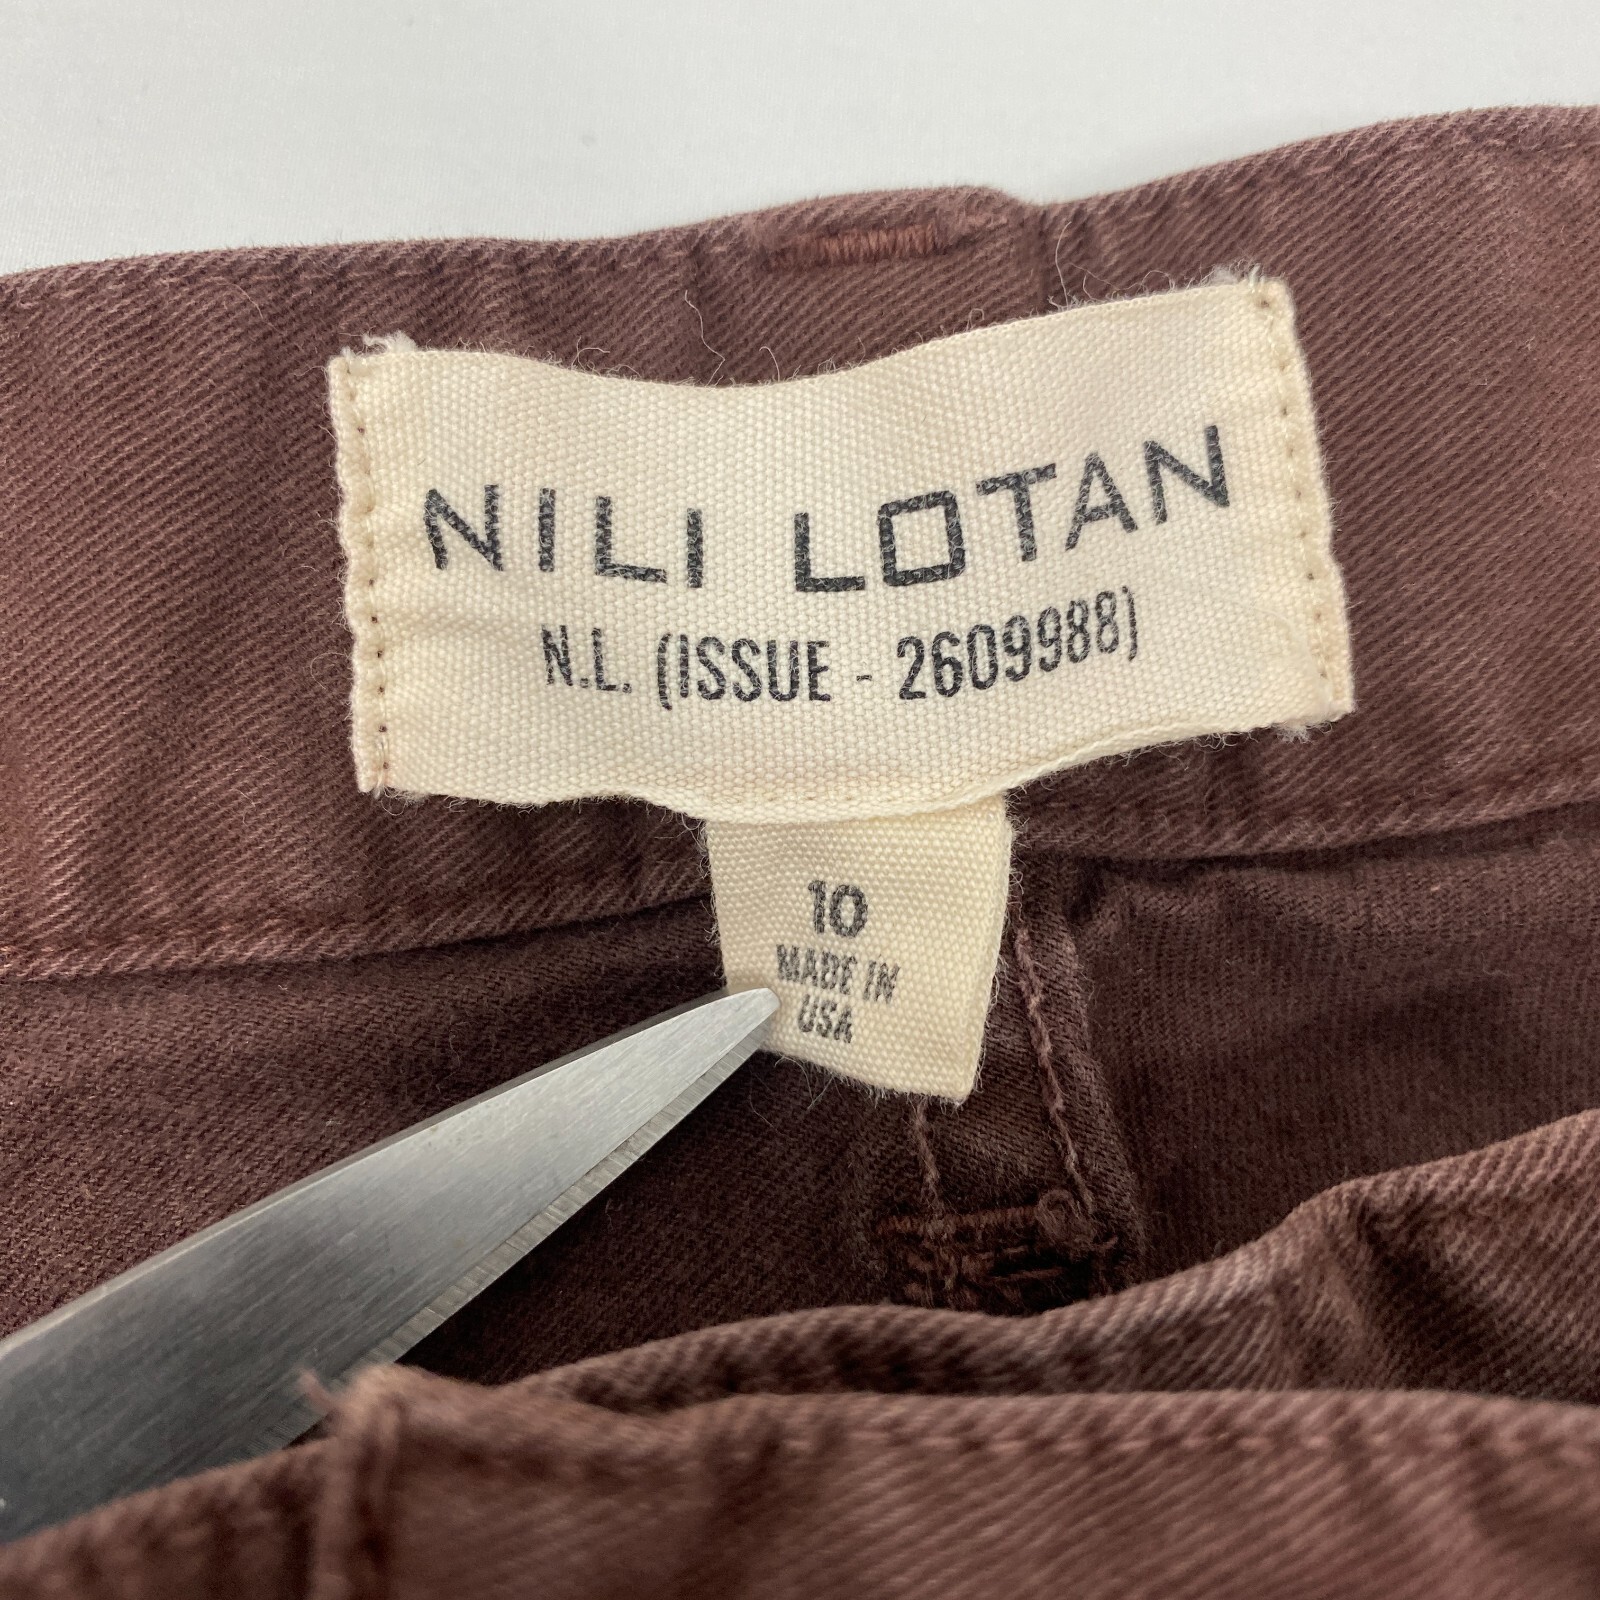 NILI LOTAN
N.L. (ISSUE - 2609988)
10
MADE IN
USA